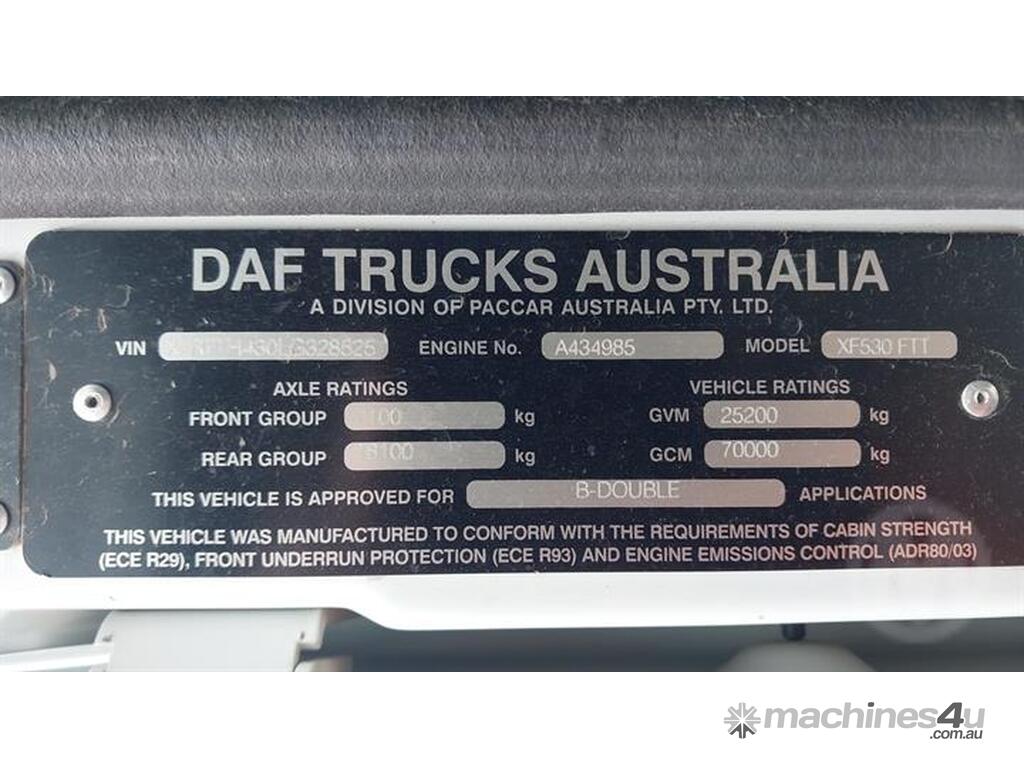 DAF TRUCKS AUSTRALIA
A DIVISION OF PACCAR AUSTRALIA PTY. LTD.
VIN ENGINE No. A434985 MODEL XF530 FTT
AXLE RATINGS VEHICLE RATINGS
FRONT GROUP kg GVM 25200 kg
REAR GROUP kg GCM 70000 kg
THIS VEHICLE IS APPROVED FOR B-DOUBLE APPLICATIONS
THIS VEHICLE WAS MANUFACTURED TO CONFORM WITH THE REQUIREMENTS OF CABIN STRENGTH
(ECE R29), FRONT UNDERRUN PROTECTION (ECE R93) AND ENGINE EMISSIONS CONTROL (ADR80/03)
machines4u
.com.au